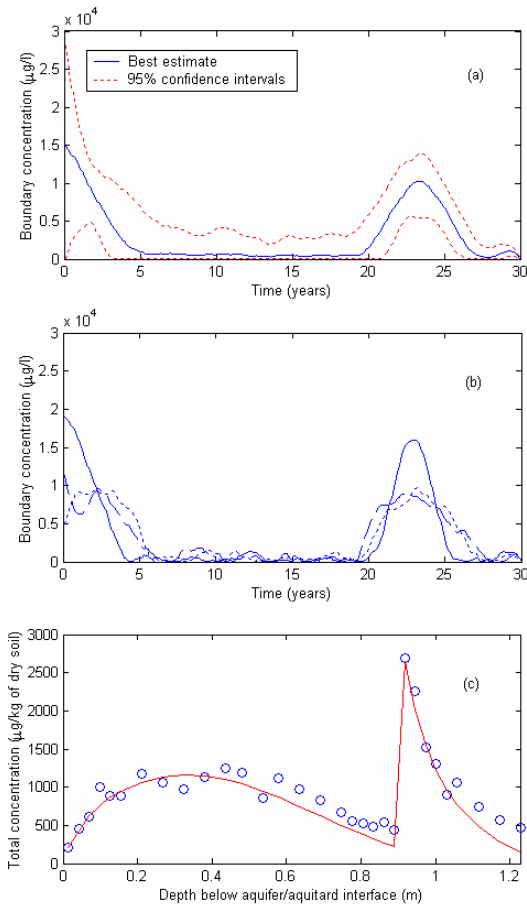 x 10⁴
3
2.5
2
1.5
1
0.5
0
Boundary concentration (µg/l)
Best estimate
95% confidence intervals
(a)
0 5 10 15 20 25 30
Time (years)
x 10⁴
3
2.5
2
1.5
1
0.5
0
Boundary concentration (µg/l)
(b)
0 5 10 15 20 25 30
Time (years)
3000
2500
2000
1500
1000
500
0
Total concentration (µg/kg of dry soil)
(c)
0 0.2 0.4 0.6 0.8 1 1.2
Depth below aquifer/aquitard interface (m)